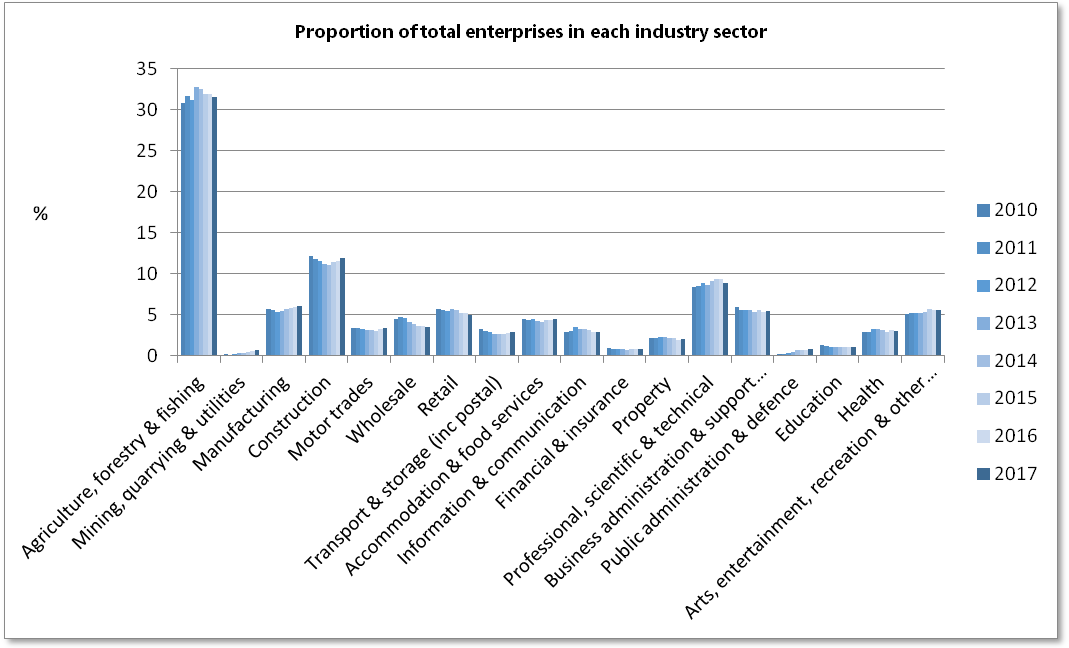 Proportion of total enterprises in each industry sector
35
30
25
20
15
10
5
0
%
Agriculture, forestry & fishing
Mining, quarrying & utilities
Manufacturing
Construction
Motor trades
Wholesale
Retail
Transport & storage (inc postal)
Accommodation & food services
Information & communication
Financial & insurance
Property
Professional, scientific & technical
Business administration & support...
Public administration & defence
Education
Health
Arts, entertainment, recreation & other...
2010
2011
2012
2013
2014
2015
2016
2017